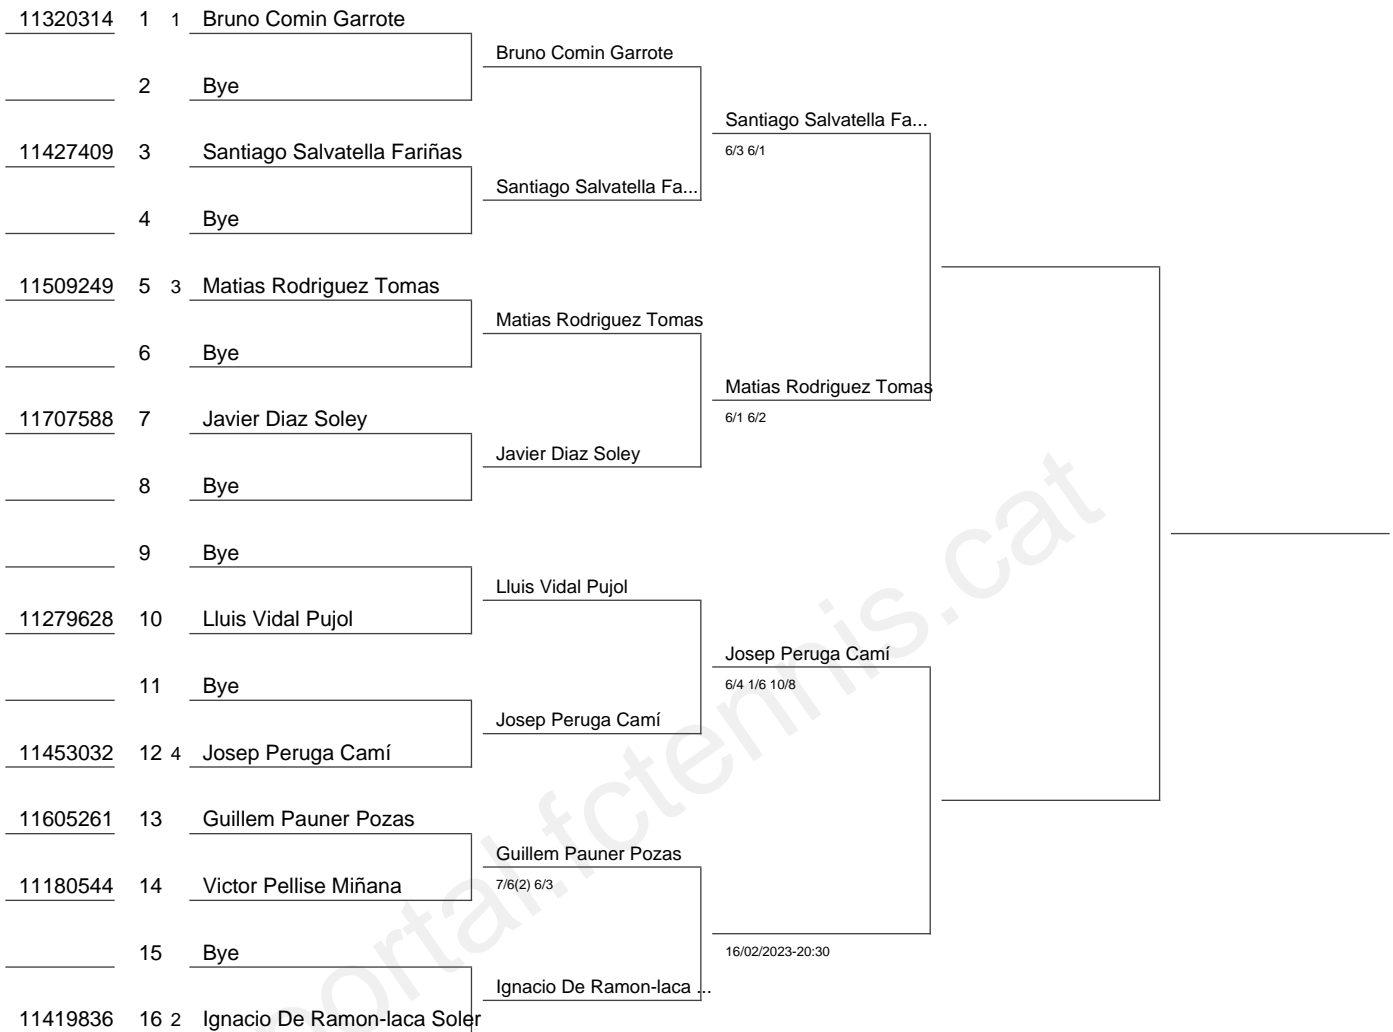 11320314 1 1 Bruno Comin Garrote
Bruno Comin Garrote
2 Bye
Santiago Salvatella Fa...
11427409 3 Santiago Salvatella Fariñas
6/3 6/1
Santiago Salvatella Fa...
4 Bye
11509249 5 3 Matias Rodriguez Tomas
Matias Rodriguez Tomas
6 Bye
Matias Rodriguez Tomas
11707588 7 Javier Diaz Soley
6/1 6/2
Javier Diaz Soley
8 Bye
9 Bye
Lluis Vidal Pujol
11279628 10 Lluis Vidal Pujol
Josep Peruga Camí
11 Bye
6/4 1/6 10/8
Josep Peruga Camí
11453032 12 4 Josep Peruga Camí
11605261 13 Guillem Pauner Pozas
Guillem Pauner Pozas
11180544 14 Victor Pellise Miñana
7/6(2) 6/3
15 Bye
16/02/2023-20:30
Ignacio De Ramon-laca ...
11419836 16 2 Ignacio De Ramon-laca Soler
portal.fctennis.cat